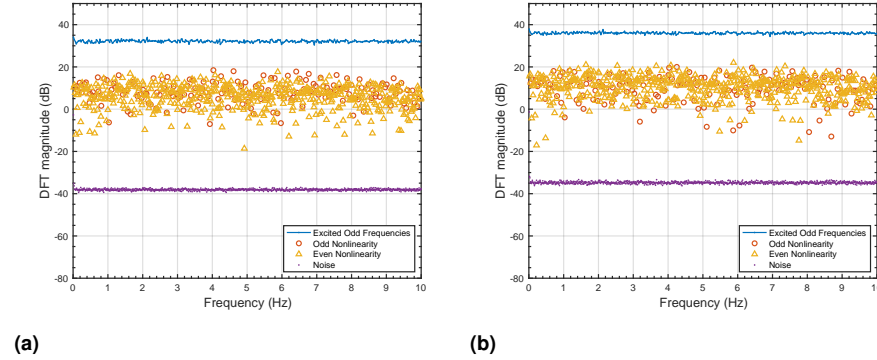 40
20
0
-20
-40
-60
-80
DFT magnitude (dB)
0 1 2 3 4 5 6 7 8 9 10
Frequency (Hz)
Excited Odd Frequencies
Odd Nonlinearity
Even Nonlinearity
Noise
(a)
40
20
0
-20
-40
-60
-80
DFT magnitude (dB)
0 1 2 3 4 5 6 7 8 9 10
Frequency (Hz)
Excited Odd Frequencies
Odd Nonlinearity
Even Nonlinearity
Noise
(b)